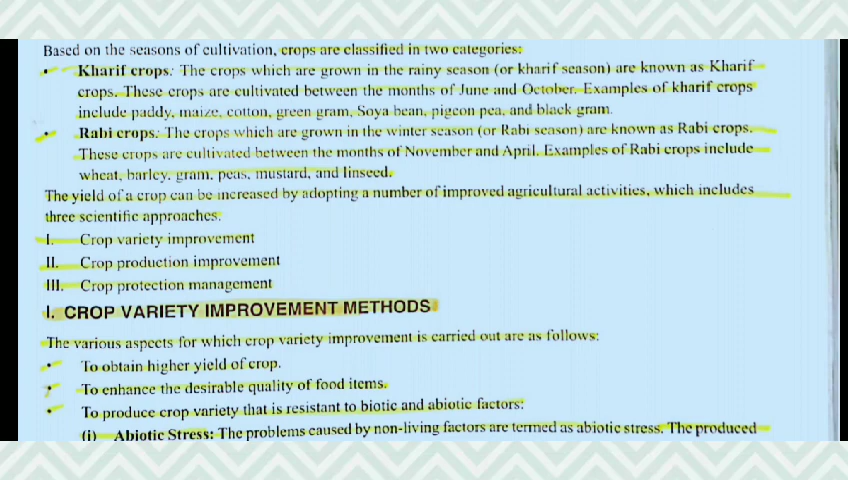 Based on the seasons of cultivation, crops are classified in two categories:
• Kharif crops: The crops which are grown in the rainy season (or kharif season) are known as Kharif
crops. These crops are cultivated between the months of June and October. Examples of kharif crops
include paddy, maize, cotton, green gram, Soya bean, pigeon pea, and black gram.
• Rabi crops: The crops which are grown in the winter season (or Rabi season) are known as Rabi crops.
These crops are cultivated between the months of November and April. Examples of Rabi crops include
wheat, barley, gram, peas, mustard, and linseed.
The yield of a crop can be increased by adopting a number of improved agricultural activities, which includes
three scientific approaches.
I. Crop variety improvement
II. Crop production improvement
III. Crop protection management
I. CROP VARIETY IMPROVEMENT METHODS
The various aspects for which crop variety improvement is carried out are as follows:
• To obtain higher yield of crop.
• To enhance the desirable quality of food items.
• To produce crop variety that is resistant to biotic and abiotic factors:
(i) Abiotic Stress: The problems caused by non-living factors are termed as abiotic stress. The produced